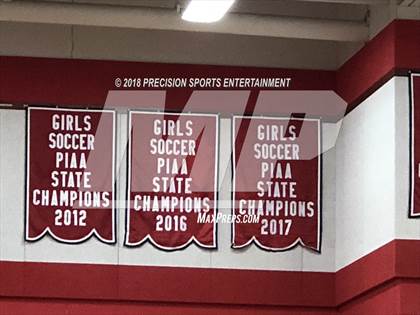 © 2018 PRECISION SPORTS ENTERTAINMENT
MP
GIRLS
SOCCER
PIAA
STATE
CHAMPIONS
2012
GIRLS
SOCCER
PIAA
STATE
CHAMPIONS
2016
GIRLS
SOCCER
PIAA
STATE
CHAMPIONS
2017
MAXPREPS.COM